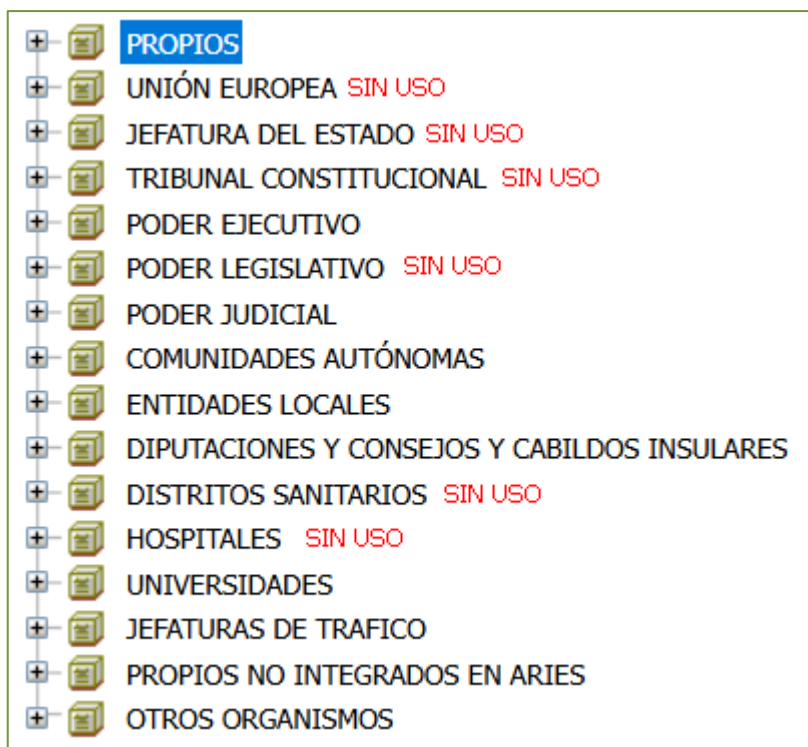 PROPIOS
UNIÓN EUROPEA SIN USO
JEFATURA DEL ESTADO SIN USO
TRIBUNAL CONSTITUCIONAL SIN USO
PODER EJECUTIVO
PODER LEGISLATIVO SIN USO
PODER JUDICIAL
COMUNIDADES AUTÓNOMAS
ENTIDADES LOCALES
DIPUTACIONES Y CONSEJOS Y CABILDOS INSULARES
DISTRITOS SANITARIOS SIN USO
HOSPITALES SIN USO
UNIVERSIDADES
JEFATURAS DE TRAFICO
PROPIOS NO INTEGRADOS EN ARIES
OTROS ORGANISMOS